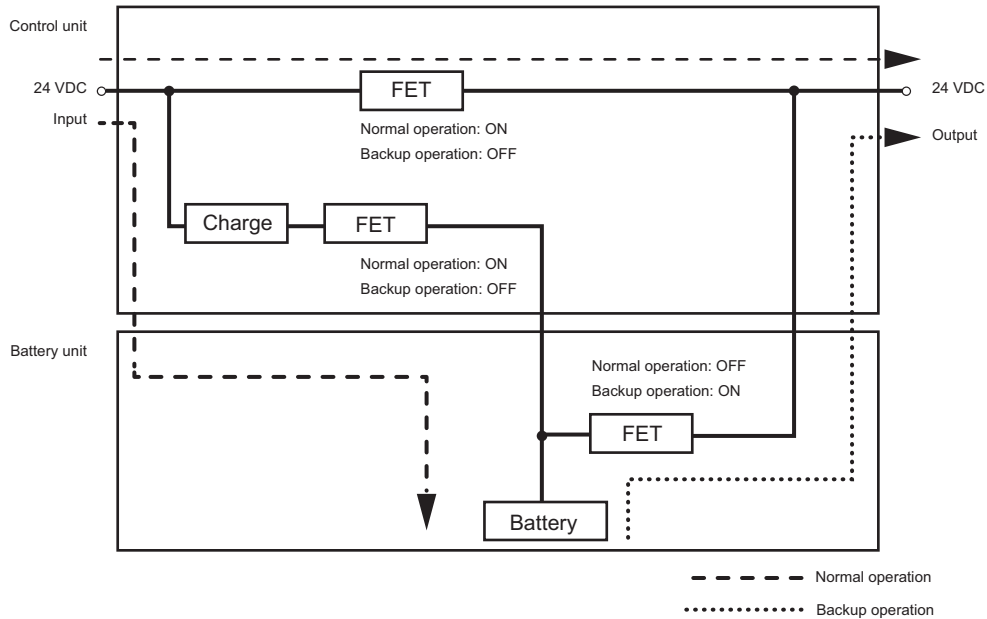 Control unit
24 VDC
FET
24 VDC
Input
Normal operation: ON
Backup operation: OFF
Output
Charge
FET
Normal operation: ON
Backup operation: OFF
Battery unit
Normal operation: OFF
Backup operation: ON
FET
Battery
Normal operation
Backup operation